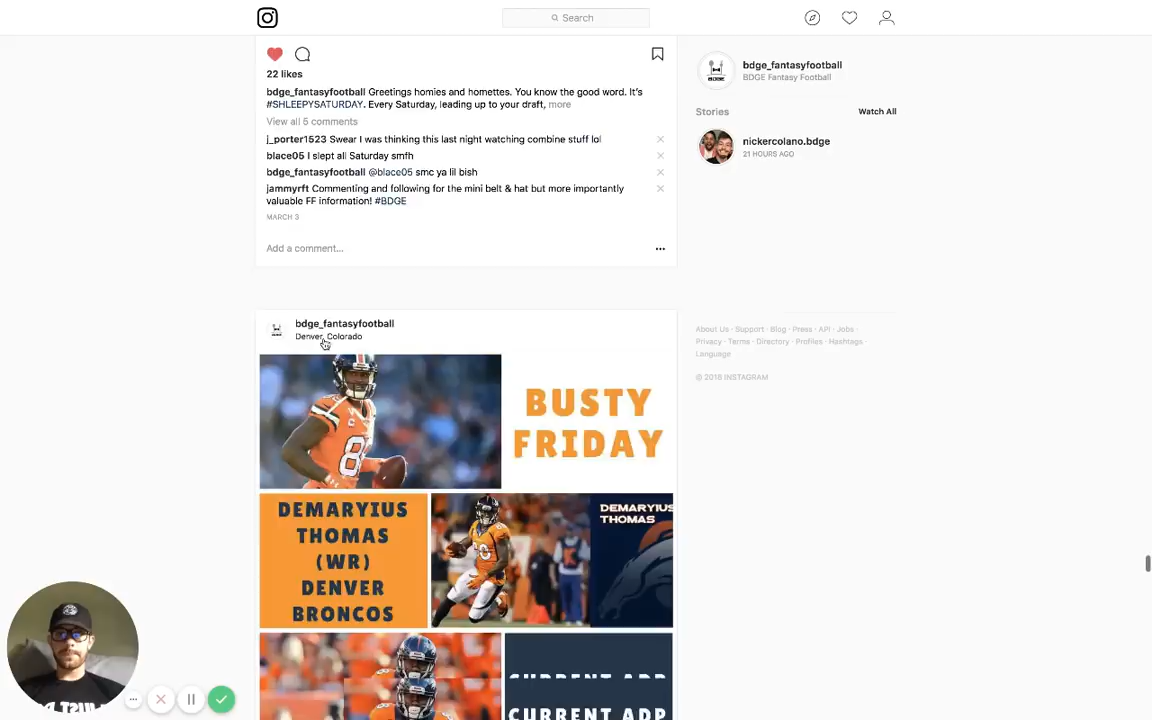 Search
22 likes
bdge_fantasyfootball Greetings homies and homettes. You know the good word. It's
#SHLEEPYSATURDAY. Every Saturday, leading up to your draft, more
View all 5 comments
j_porter1523 Swear I was thinking this last night watching combine stuff lol
blace05 I slept all Saturday smfh
bdge_fantasyfootball @blace05 smc ya lil bish
jammyrft Commenting and following for the mini belt & hat but more importantly
valuable FF information! #BDGE
MARCH 3
Add a comment...
bdge_fantasyfootball
BDGE Fantasy Football
Stories Watch All
nickercolano.bdge
21 HOURS AGO
About Us · Support · Blog · Press · API · Jobs ·
Privacy · Terms · Directory · Profiles · Hashtags ·
Language
© 2018 INSTAGRAM
bdge_fantasyfootball
Denver, Colorado
BUSTY
FRIDAY
DEMARYIUS
THOMAS
(WR)
DENVER
BRONCOS
DEMARYIUS
THOMAS
CURRENT ADP